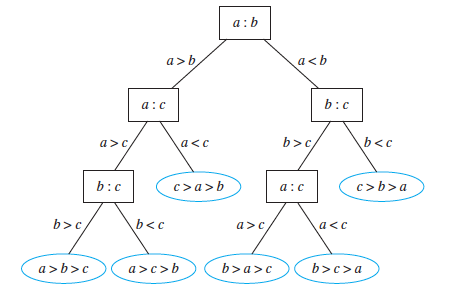 a : b
a > b a < b
a : c b : c
a > c a < c b > c b < c
b : c c > a > b a : c c > b > a
b > c b < c a > c a < c
a > b > c a > c > b b > a > c b > c > a